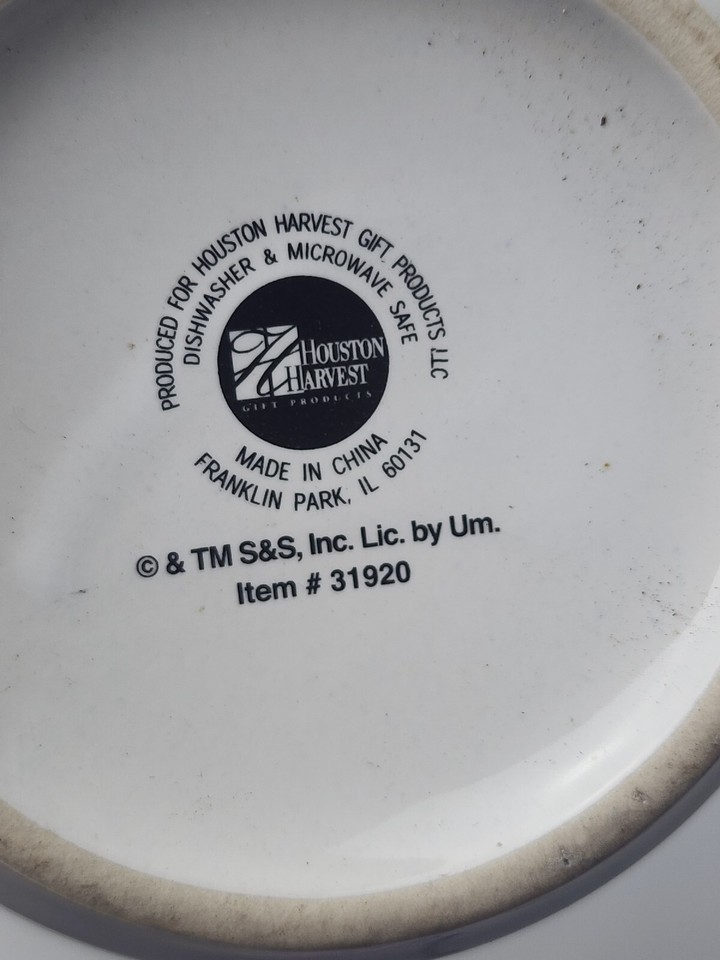 PRODUCED FOR HOUSTON HARVEST GIFT PRODUCTS LLC
DISHWASHER & MICROWAVE SAFE
H
HOUSTON
HARVEST
GIFT PRODUCTS
MADE IN CHINA
FRANKLIN PARK, IL 60131
© & TM S&S, Inc. Lic. by Um.
Item # 31920